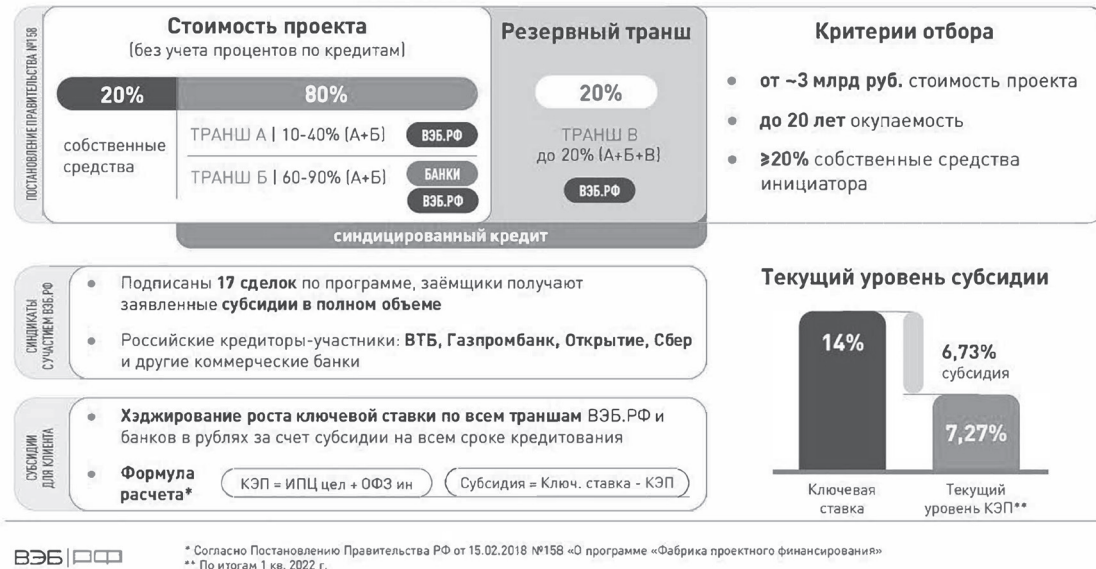 ПОСТАНОВЛЕНИЕ ПРАВИТЕЛЬСТВА №158
Стоимость проекта
(без учета процентов по кредитам)
20%
80%
собственные
средства
ТРАНШ А | 10-40% (А+Б)
ВЭБ.РФ
ТРАНШ Б | 60-90% (А+Б)
БАНКИ
ВЭБ.РФ
Резервный транш
20%
ТРАНШ В
до 20% (А+Б+В)
ВЭБ.РФ
синдицированный кредит
Критерии отбора
• от ~3 млрд руб. стоимость проекта
• до 20 лет окупаемость
• ≥20% собственные средства
инициатора
СИНДИКАТЫ
С УЧАСТИЕМ ВЭБ.РФ
• Подписаны 17 сделок по программе, заёмщики получают
заявленные субсидии в полном объеме
• Российские кредиторы-участники: ВТБ, Газпромбанк, Открытие, Сбер
и другие коммерческие банки
СУБСИДИИ
ДЛЯ КЛИЕНТА
• Хэджирование роста ключевой ставки по всем траншам ВЭБ.РФ и
банков в рублях за счет субсидии на всем сроке кредитования
• Формула
расчета*
КЭП = ИПЦ цел + ОФЗ ин
Субсидия = Ключ. ставка - КЭП
Текущий уровень субсидии
14%
6,73%
субсидия
7,27%
Ключевая
ставка
Текущий
уровень КЭП**
ВЭБ|РФ
* Согласно Постановлению Правительства РФ от 15.02.2018 №158 «О программе «Фабрика проектного финансирования»
** По итогам 1 кв. 2022 г.